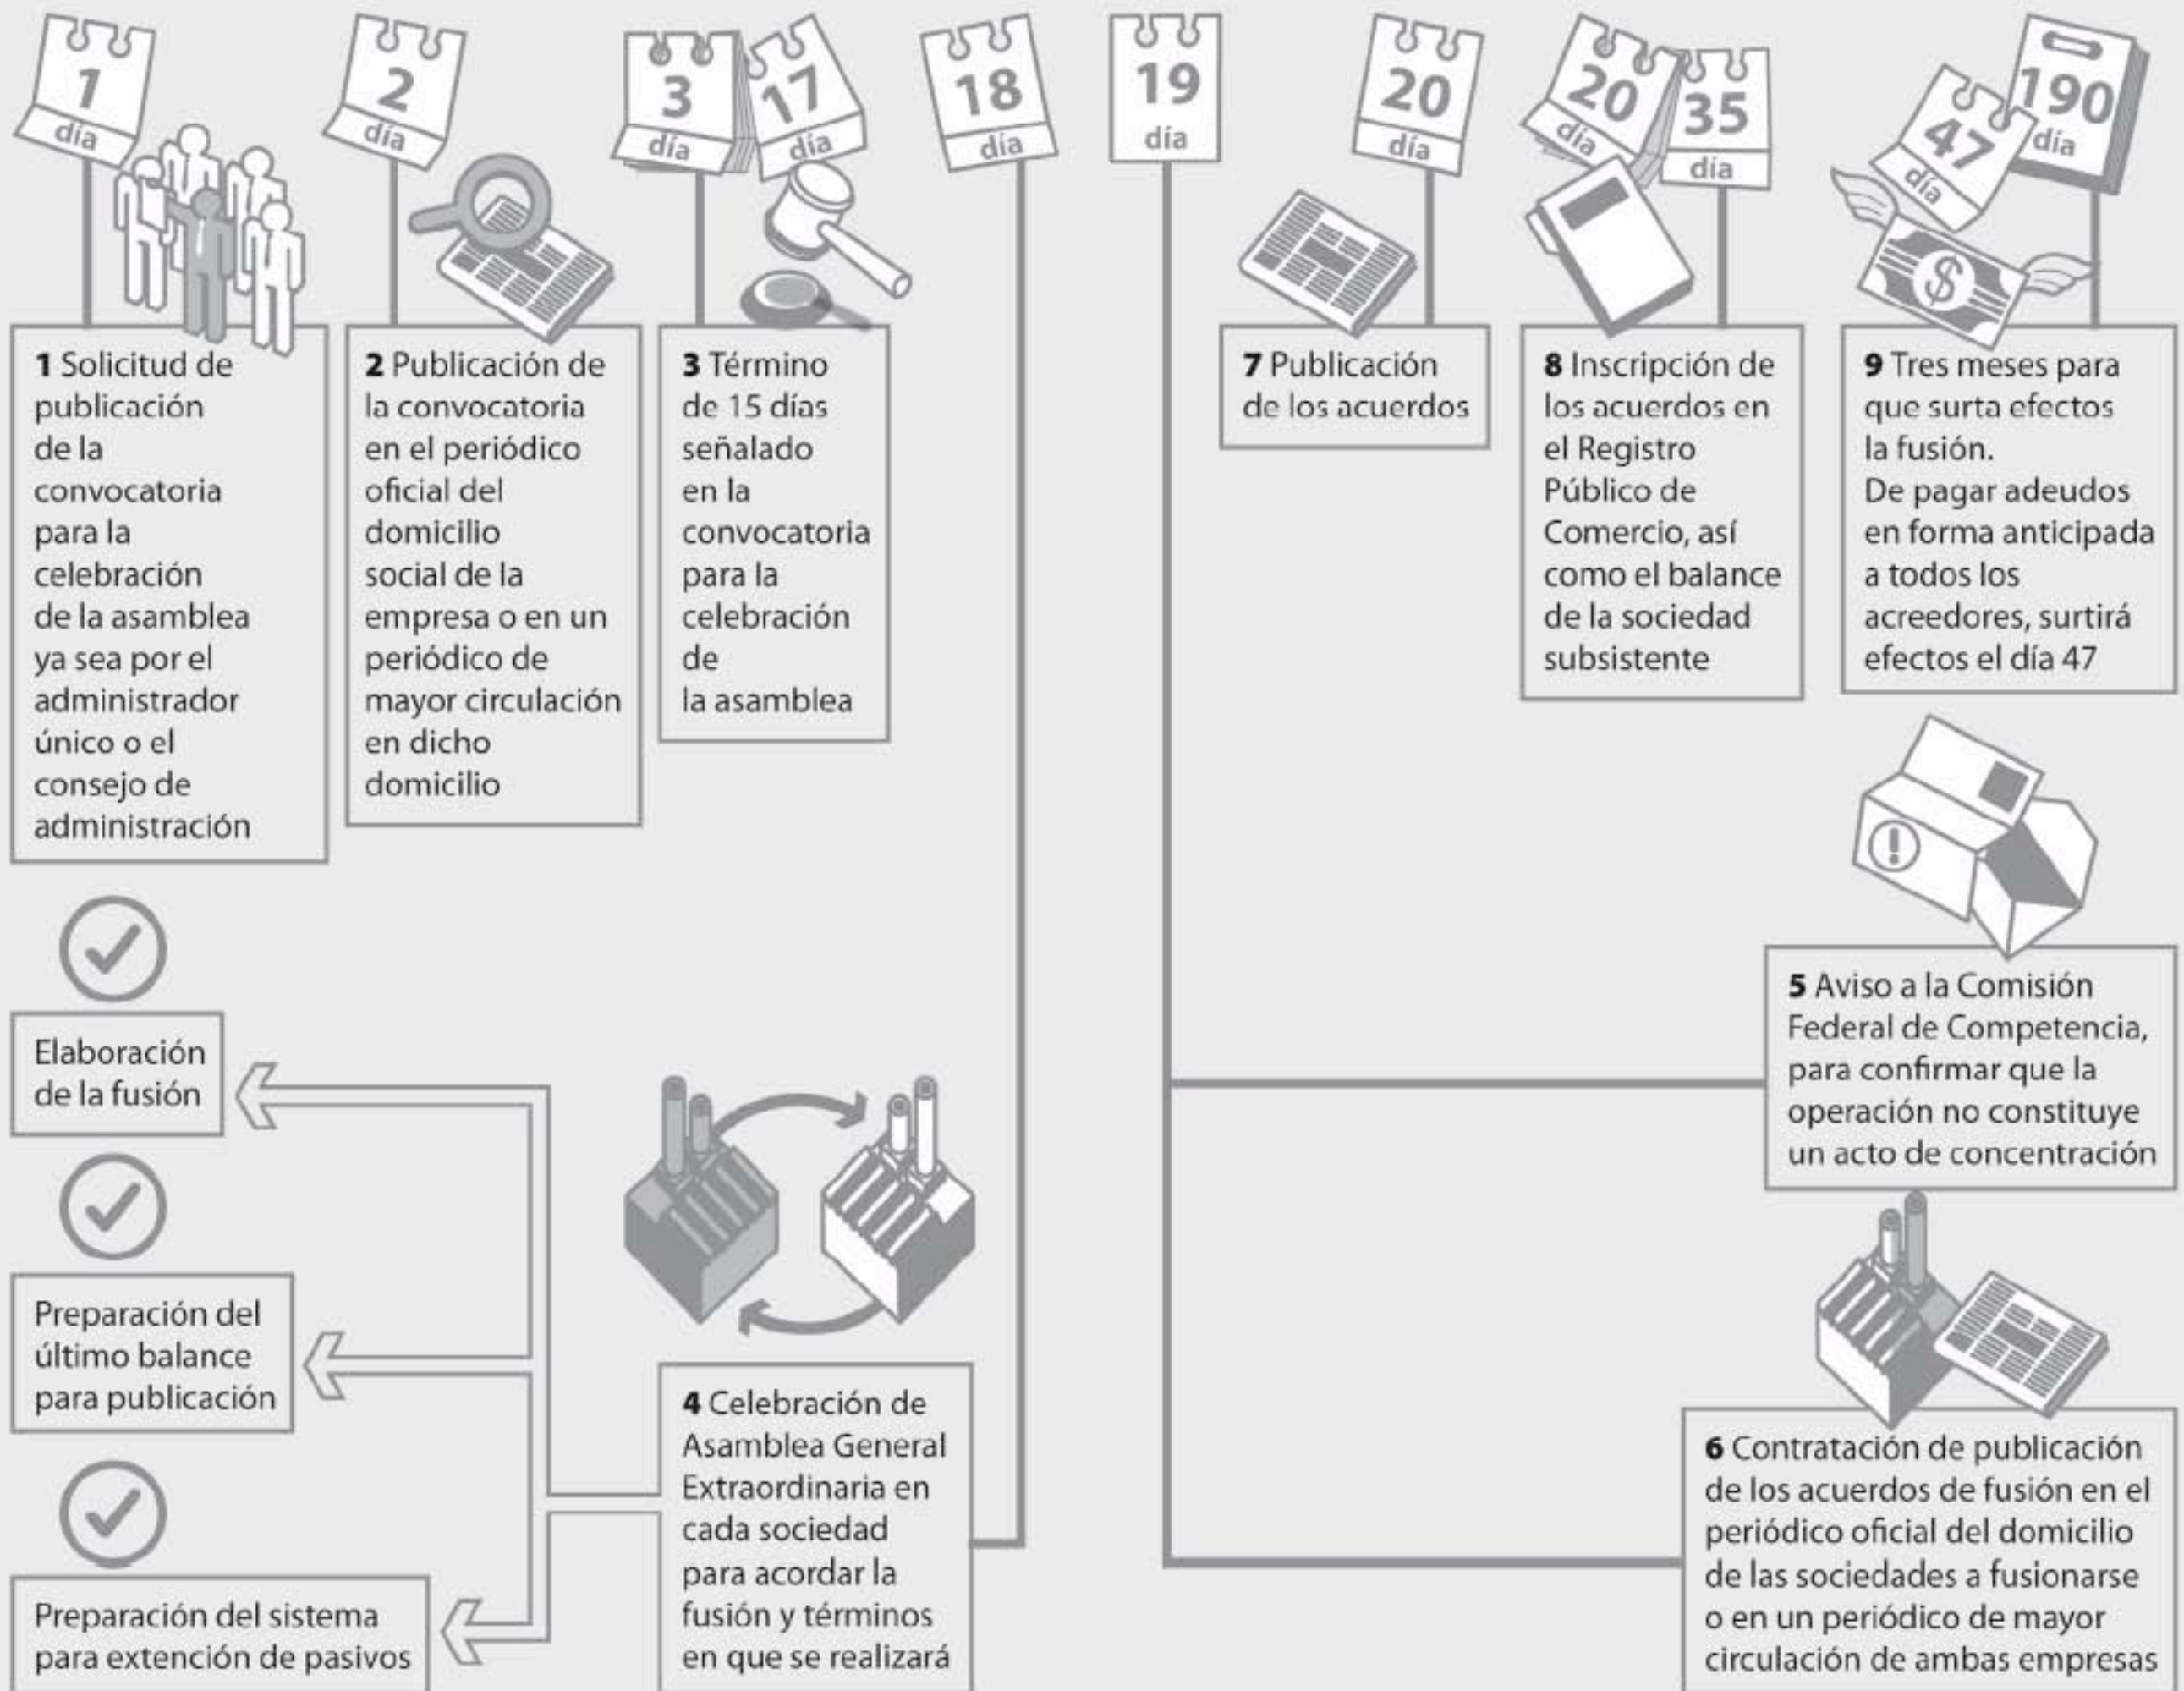 1
día
2
día
3
día
17
día
18
día
19
día
20
día
20
día
35
día
47
día
190
día
1 Solicitud de
publicación
de la
convocatoria
para la
celebración
de la asamblea
ya sea por el
administrador
único o el
consejo de
administración
2 Publicación de
la convocatoria
en el periódico
oficial del
domicilio
social de la
empresa o en un
periódico de
mayor circulación
en dicho
domicilio
3 Término
de 15 días
señalado
en la
convocatoria
para la
celebración
de
la asamblea
7 Publicación
de los acuerdos
8 Inscripción de
los acuerdos en
el Registro
Público de
Comercio, así
como el balance
de la sociedad
subsistente
9 Tres meses para
que surta efectos
la fusión.
De pagar adeudos
en forma anticipada
a todos los
acreedores, surtirá
efectos el día 47
$
!
Elaboración
de la fusión
Preparación del
último balance
para publicación
Preparación del sistema
para extención de pasivos
4 Celebración de
Asamblea General
Extraordinaria en
cada sociedad
para acordar la
fusión y términos
en que se realizará
5 Aviso a la Comisión
Federal de Competencia,
para confirmar que la
operación no constituye
un acto de concentración
6 Contratación de publicación
de los acuerdos de fusión en el
periódico oficial del domicilio
de las sociedades a fusionarse
o en un periódico de mayor
circulación de ambas empresas